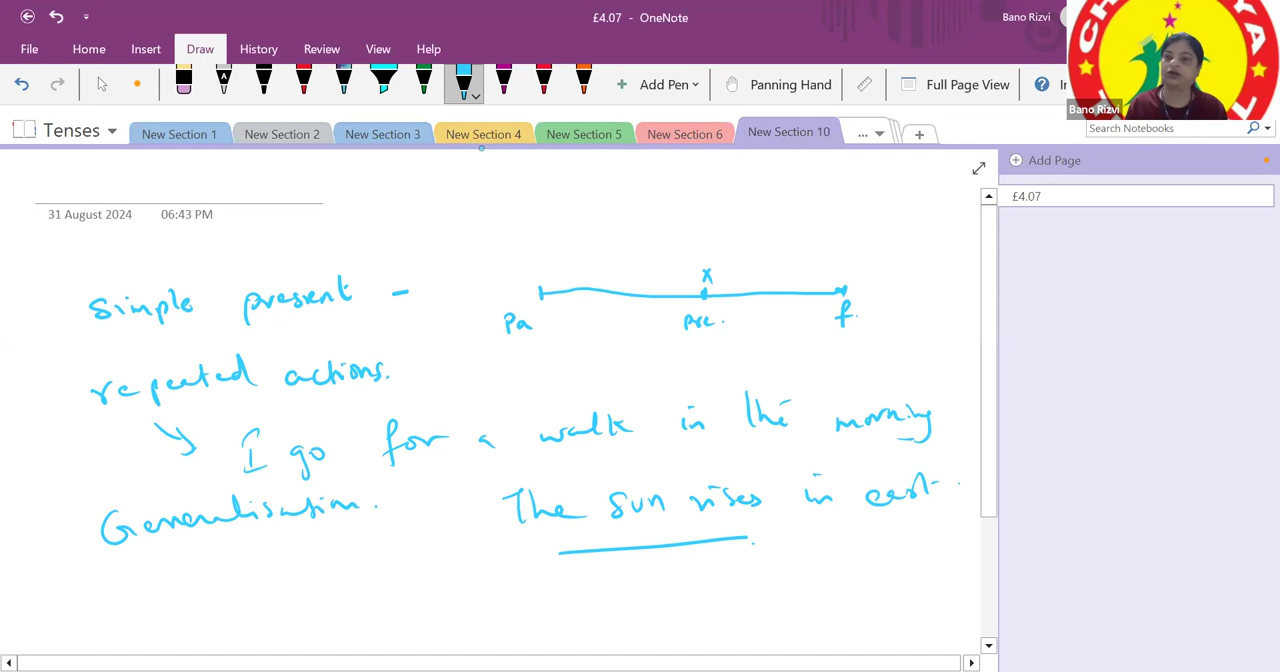 £4.07 - OneNote
Bano Rizvi
File Home Insert Draw History Review View Help
Add Pen Panning Hand Full Page View
Bano Rizvi
Tenses New Section 1 New Section 2 New Section 3 New Section 4 New Section 5 New Section 6 New Section 10 ... Search Notebooks
Add Page
£4.07
31 August 2024 06:43 PM
Simple present -
x
Pa pre. f.
repeated actions.
I go for a walk in the morning
Generalisation. The sun rises in east.